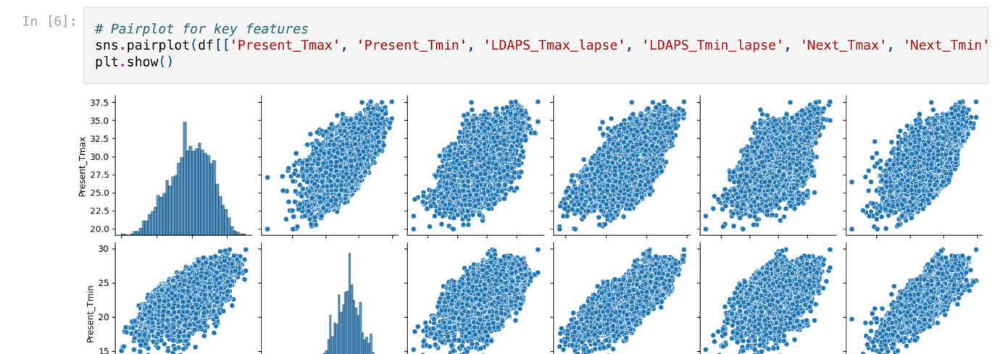 In [6]:
# Pairplot for key features
sns.pairplot(df[['Present_Tmax', 'Present_Tmin', 'LDAPS_Tmax_lapse', 'LDAPS_Tmin_lapse', 'Next_Tmax', 'Next_Tmin'
plt.show()
37.5
35.0
32.5
30.0
27.5
25.0
22.5
20.0
Present_Tmax
30
25
20
15
Present_Tmin